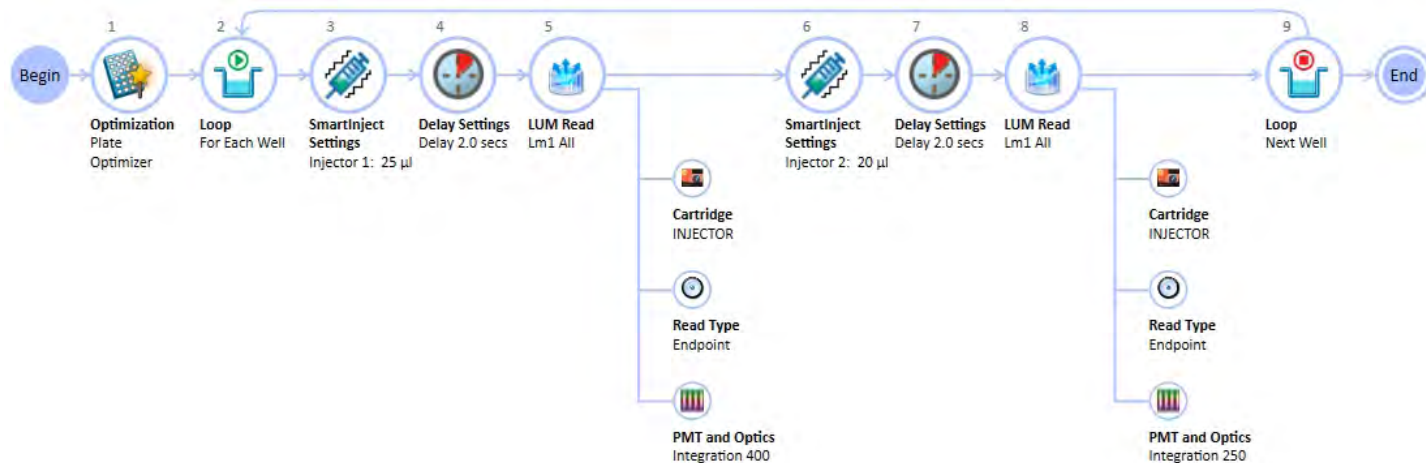 Begin
1
Optimization
Plate
Optimizer
2
Loop
For Each Well
3
SmartInject
Settings
Injector 1: 25 µl
4
Delay Settings
Delay 2.0 secs
5
LUM Read
Lm1 All
Cartridge
INJECTOR
Read Type
Endpoint
PMT and Optics
Integration 400
6
SmartInject
Settings
Injector 2: 20 µl
7
Delay Settings
Delay 2.0 secs
8
LUM Read
Lm1 All
Cartridge
INJECTOR
Read Type
Endpoint
PMT and Optics
Integration 250
9
Loop
Next Well
End